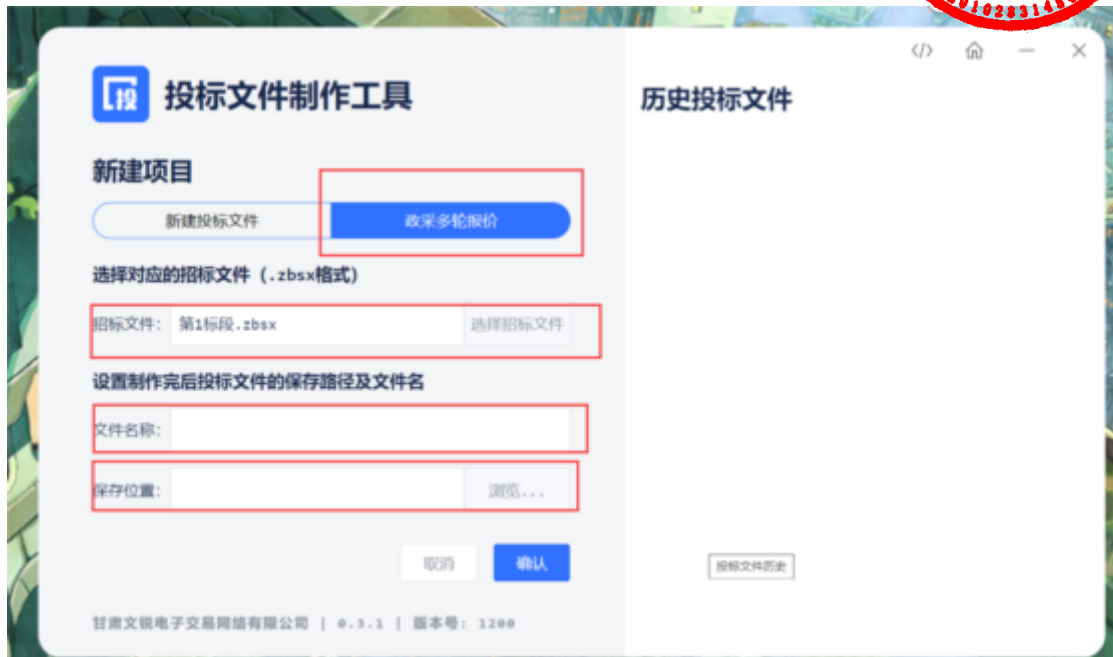 投标文件制作工具
新建项目
新建投标文件 政采多轮报价
选择对应的招标文件 (.zbsx格式)
招标文件: 第1标段.zbsx 选择招标文件
设置制作完后投标文件的保存路径及文件名
文件名称:
保存位置: 浏览...
取消 确认
甘肃文锐电子交易网络有限公司 | 0.3.1 | 版本号: 1200
</>
历史投标文件
投标文件历史